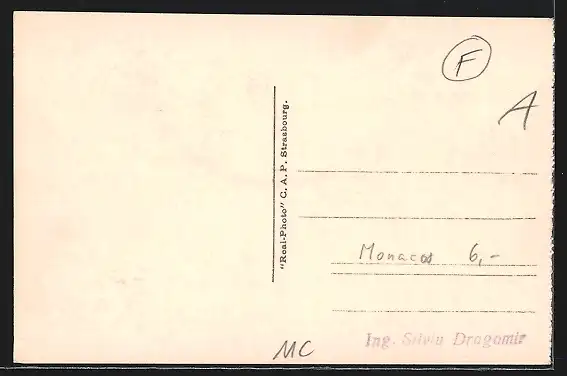 F
A
"Real-Photo" C. A. P. Strasbourg.
Monaco 6,-
Ing. Silviu Dragomir
MC